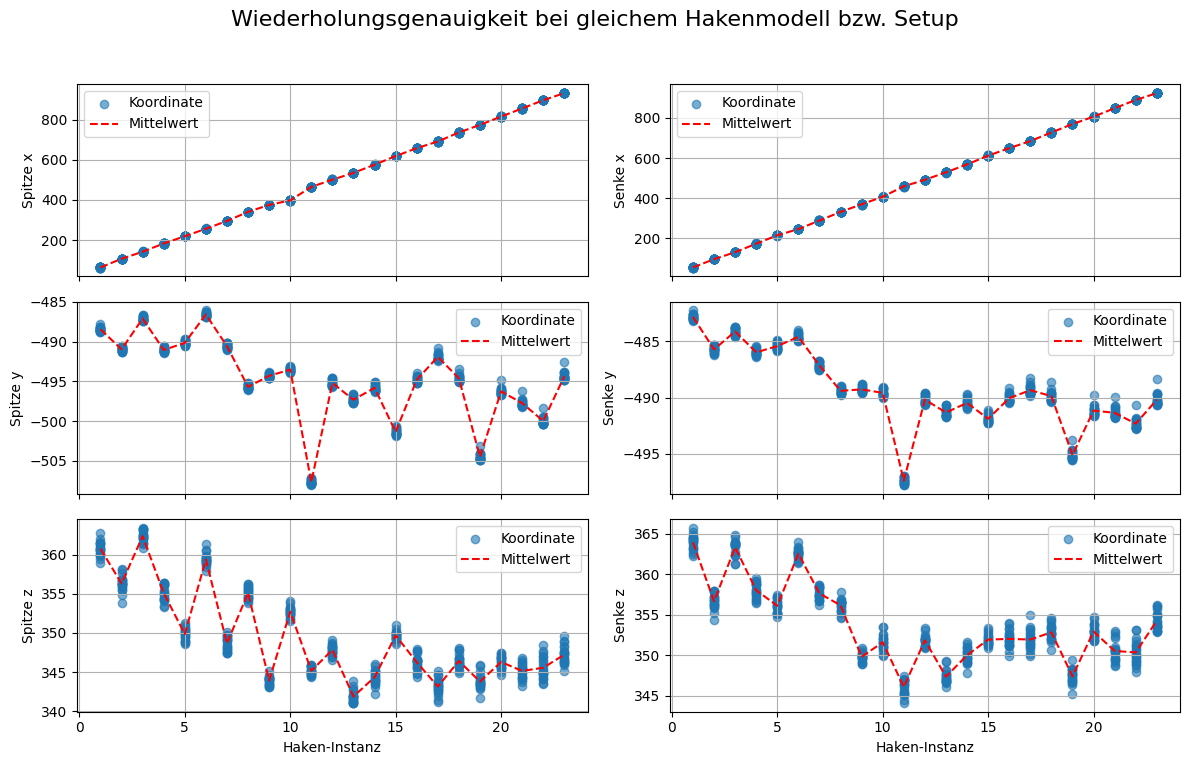 Wiederholungsgenauigkeit bei gleichem Hakenmodell bzw. Setup
Koordinate
Mittelwert
Spitze x
800
600
400
200
Koordinate
Mittelwert
Senke x
800
600
400
200
Koordinate
Mittelwert
Spitze y
−485
−490
−495
−500
−505
Koordinate
Mittelwert
Senke y
−485
−490
−495
Koordinate
Mittelwert
Spitze z
360
355
350
345
340
0
5
10
15
20
Haken-Instanz
Koordinate
Mittelwert
Senke z
365
360
355
350
345
0
5
10
15
20
Haken-Instanz